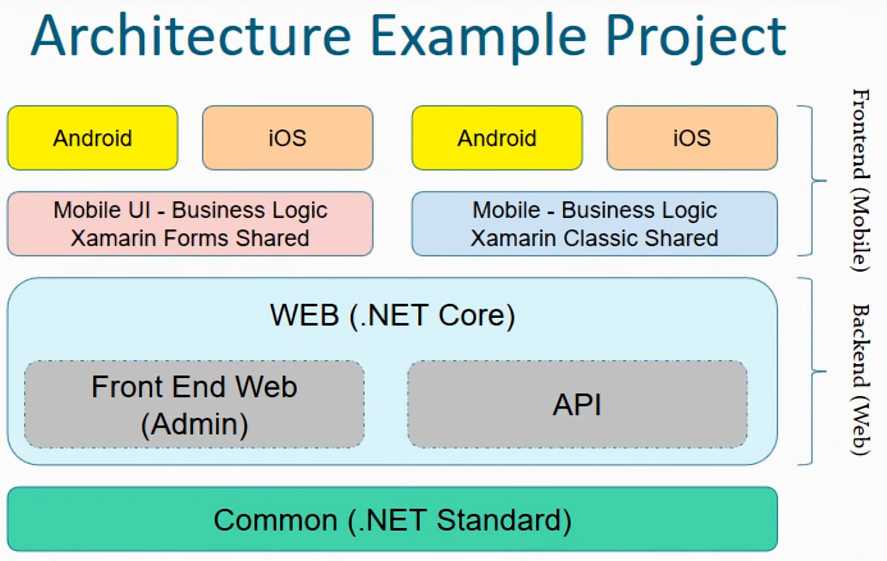 Architecture Example Project
Android
iOS
Android
iOS
Mobile UI - Business Logic
Xamarin Forms Shared
Mobile - Business Logic
Xamarin Classic Shared
Frontend (Mobile)
WEB (.NET Core)
Front End Web
(Admin)
API
Backend (Web)
Common (.NET Standard)